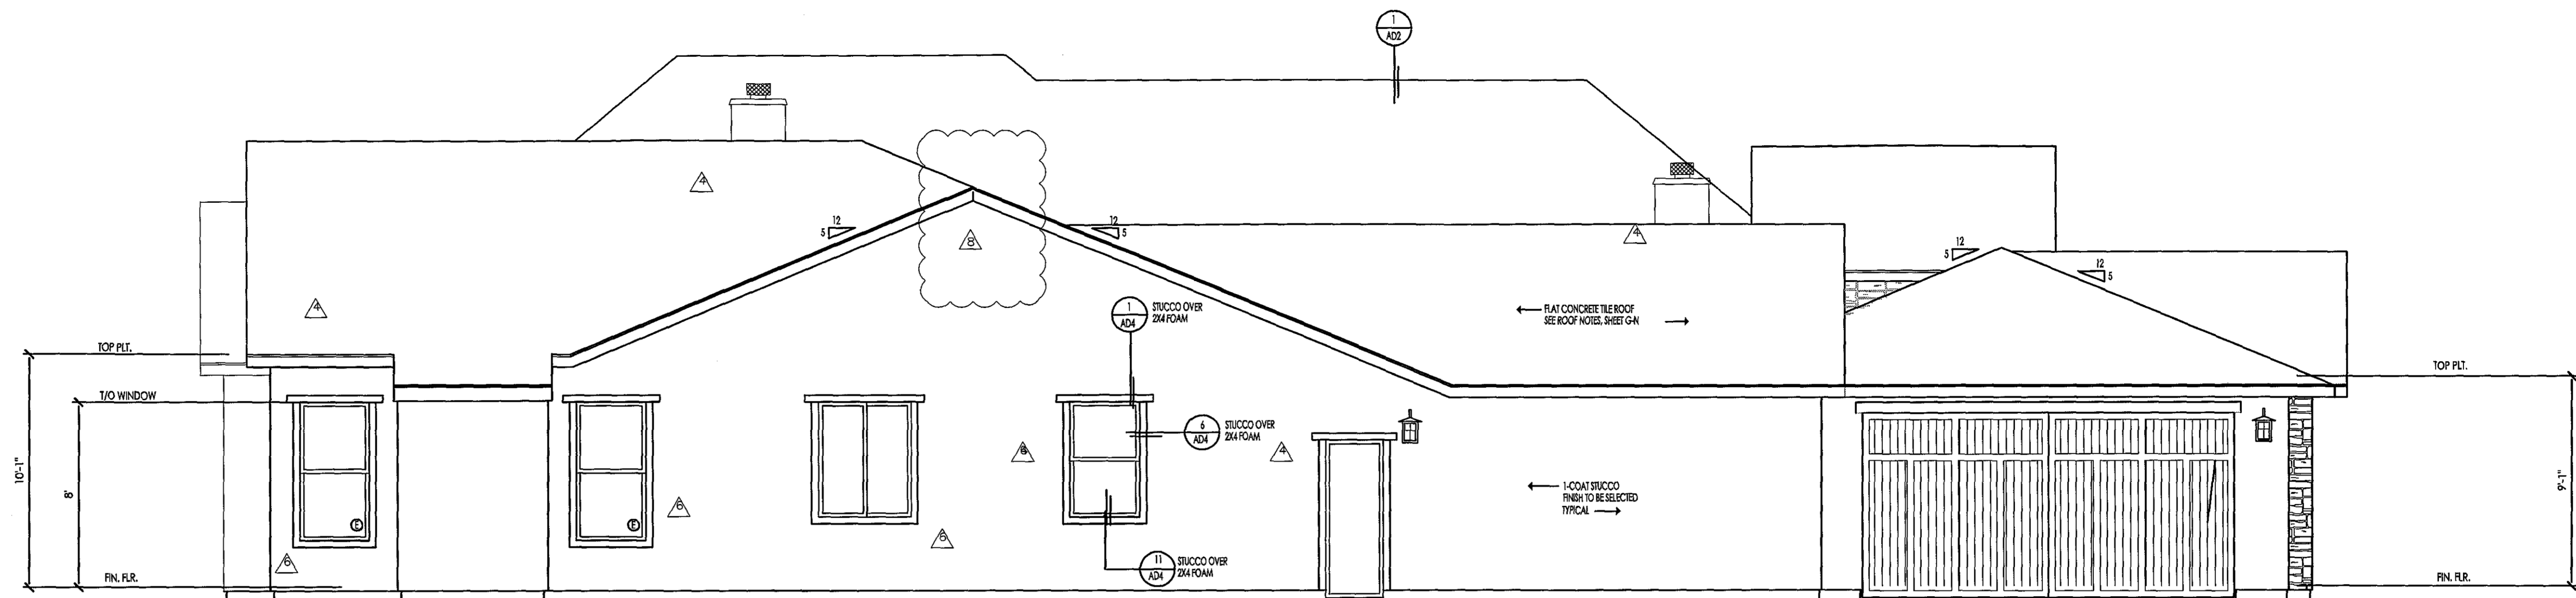 1
AD2
4
12
5
12
5
8
4
12
5
12
5
4
1
AD4
STUCCO OVER
2X4 FOAM
FLAT CONCRETE TILE ROOF
SEE ROOF NOTES, SHEET G-N
TOP PLT.
TOP PLT.
T/O WINDOW
6
AD4
STUCCO OVER
2X4 FOAM
4
10'-1"
8'
1-COAT STUCCO
FINISH TO BE SELECTED
TYPICAL
9'-1"
6
E
E
6
6
11
AD4
STUCCO OVER
2X4 FOAM
FIN. FLR.
FIN. FLR.